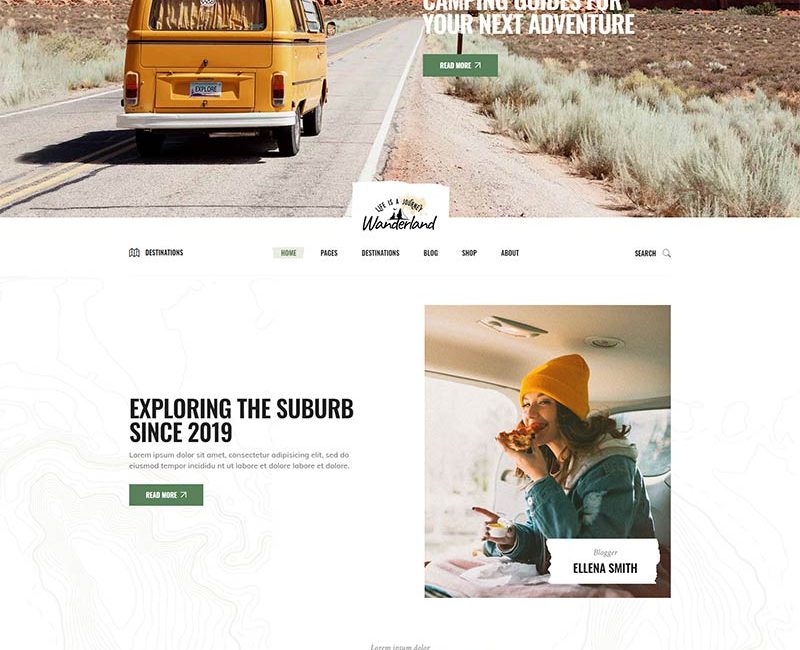 CAMPING GUIDES FOR
YOUR NEXT ADVENTURE
READ MORE
EXPLORE
LIFE IS A JOURNEY
Wanderland
DESTINATIONS
HOME
PAGES
DESTINATIONS
BLOG
SHOP
ABOUT
SEARCH
EXPLORING THE SUBURB
SINCE 2019
Lorem ipsum dolor sit amet, consectetur adipisicing elit, sed do
eiusmod tempor incididu nt ut labore et dolore labore et dolore.
READ MORE
Blogger
ELLENA SMITH
Lorem ipsum dolor